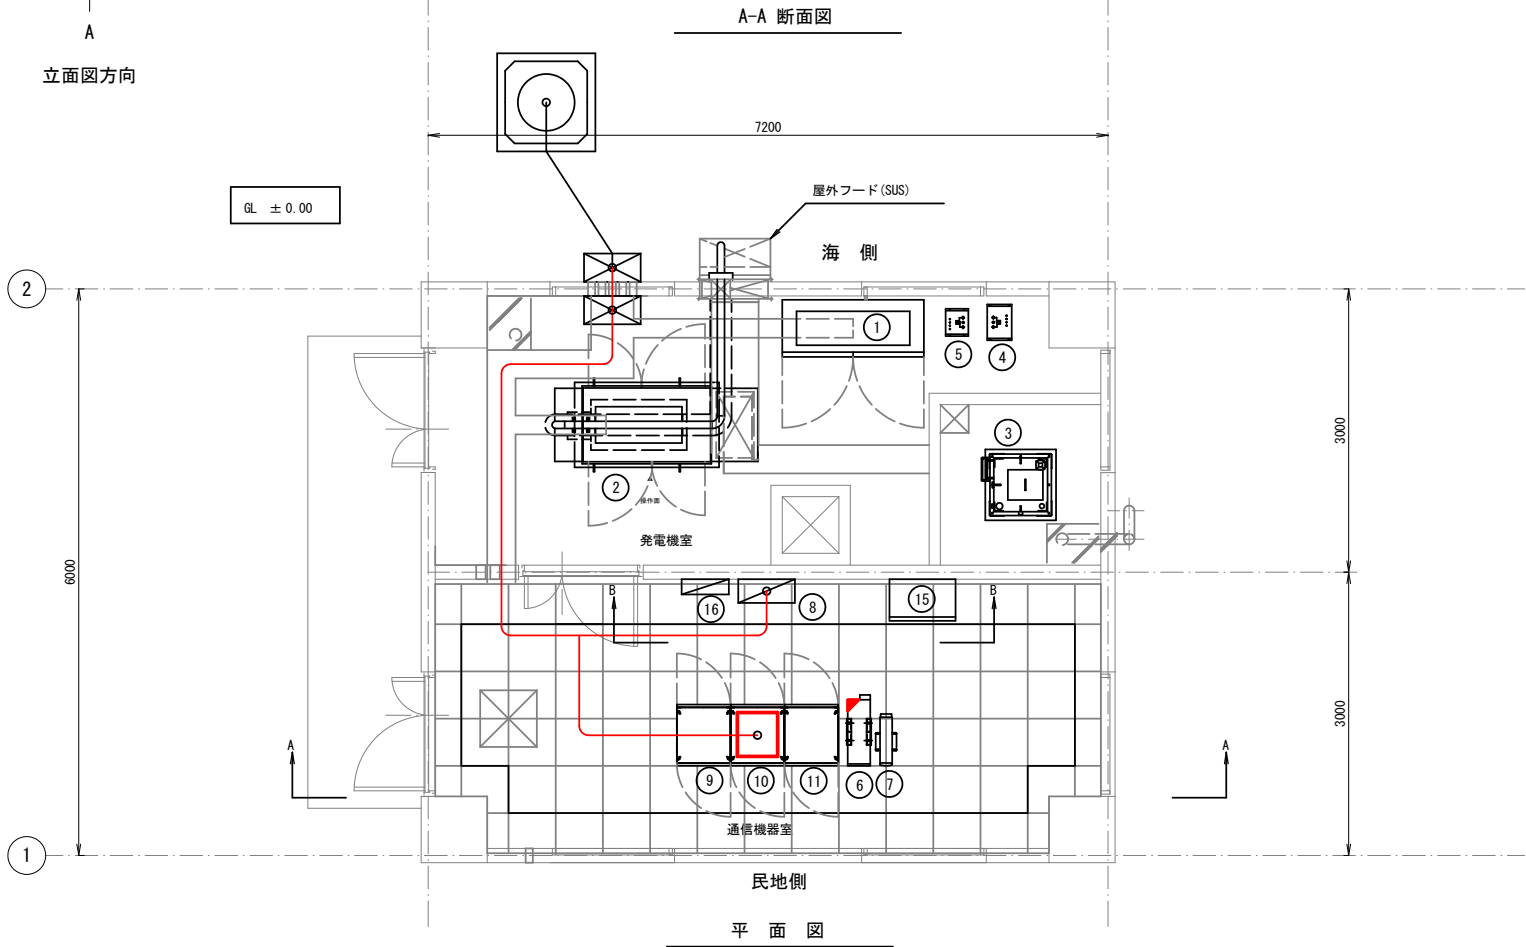 A-A 断面図
A
立面図方向
7200
GL ±0.00
屋外フード(SUS)
海 側
2
1
5
4
3
3000
2
操作面
発電機室
6000
B
B
16
8
15
3000
A
A
9
10
11
6
7
通信機器室
1
民地側
平 面 図